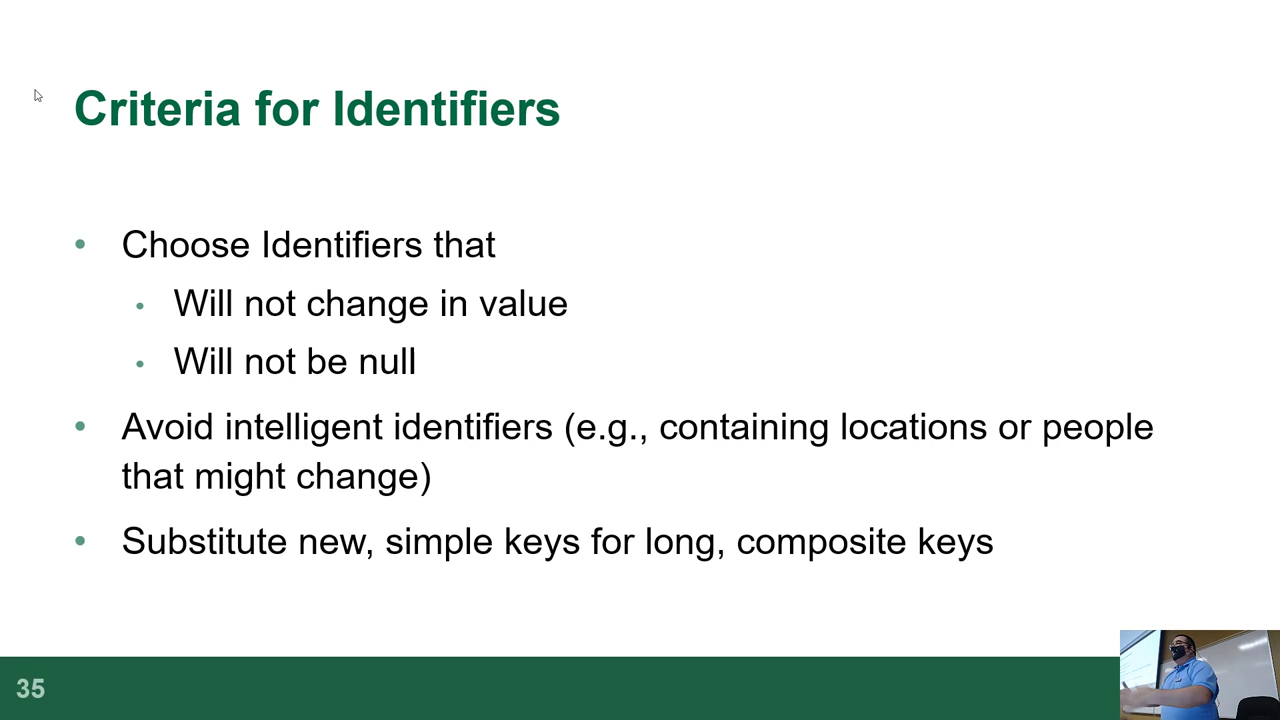 Criteria for Identifiers
• Choose Identifiers that
• Will not change in value
• Will not be null
• Avoid intelligent identifiers (e.g., containing locations or people
that might change)
• Substitute new, simple keys for long, composite keys
35